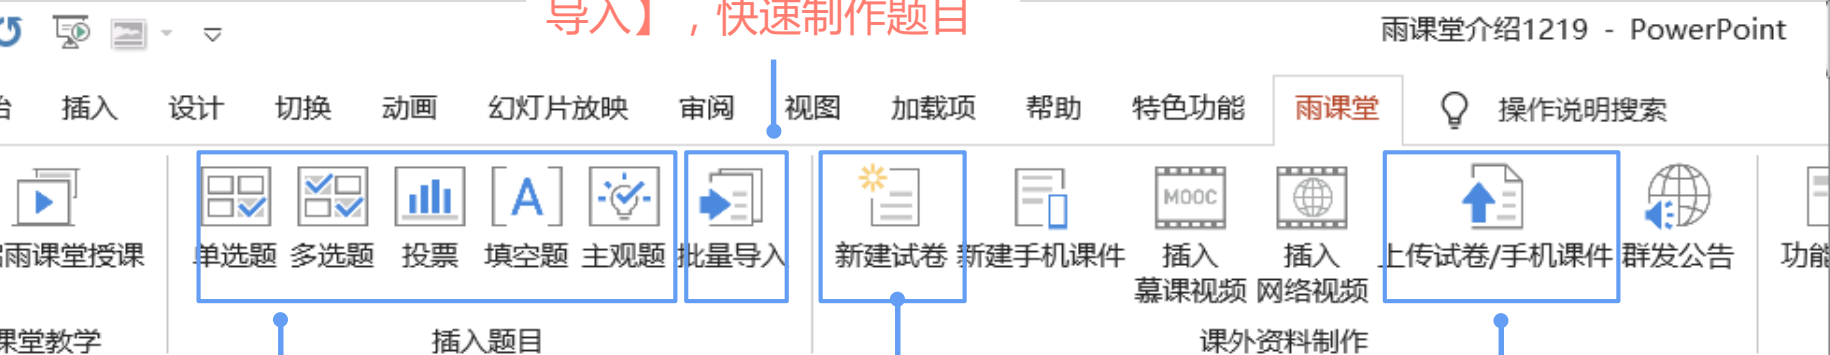 导入】，快速制作题目
雨课堂介绍1219 - PowerPoint
插入 设计 切换 动画 幻灯片放映 审阅 视图 加载项 帮助 特色功能 雨课堂 操作说明搜索
A MOOC
雨课堂授课 单选题 多选题 投票 填空题 主观题 批量导入 新建试卷 新建手机课件 插入 插入 上传试卷/手机课件 群发公告 功能
慕课视频 网络视频
课堂教学 插入题目 课外资料制作